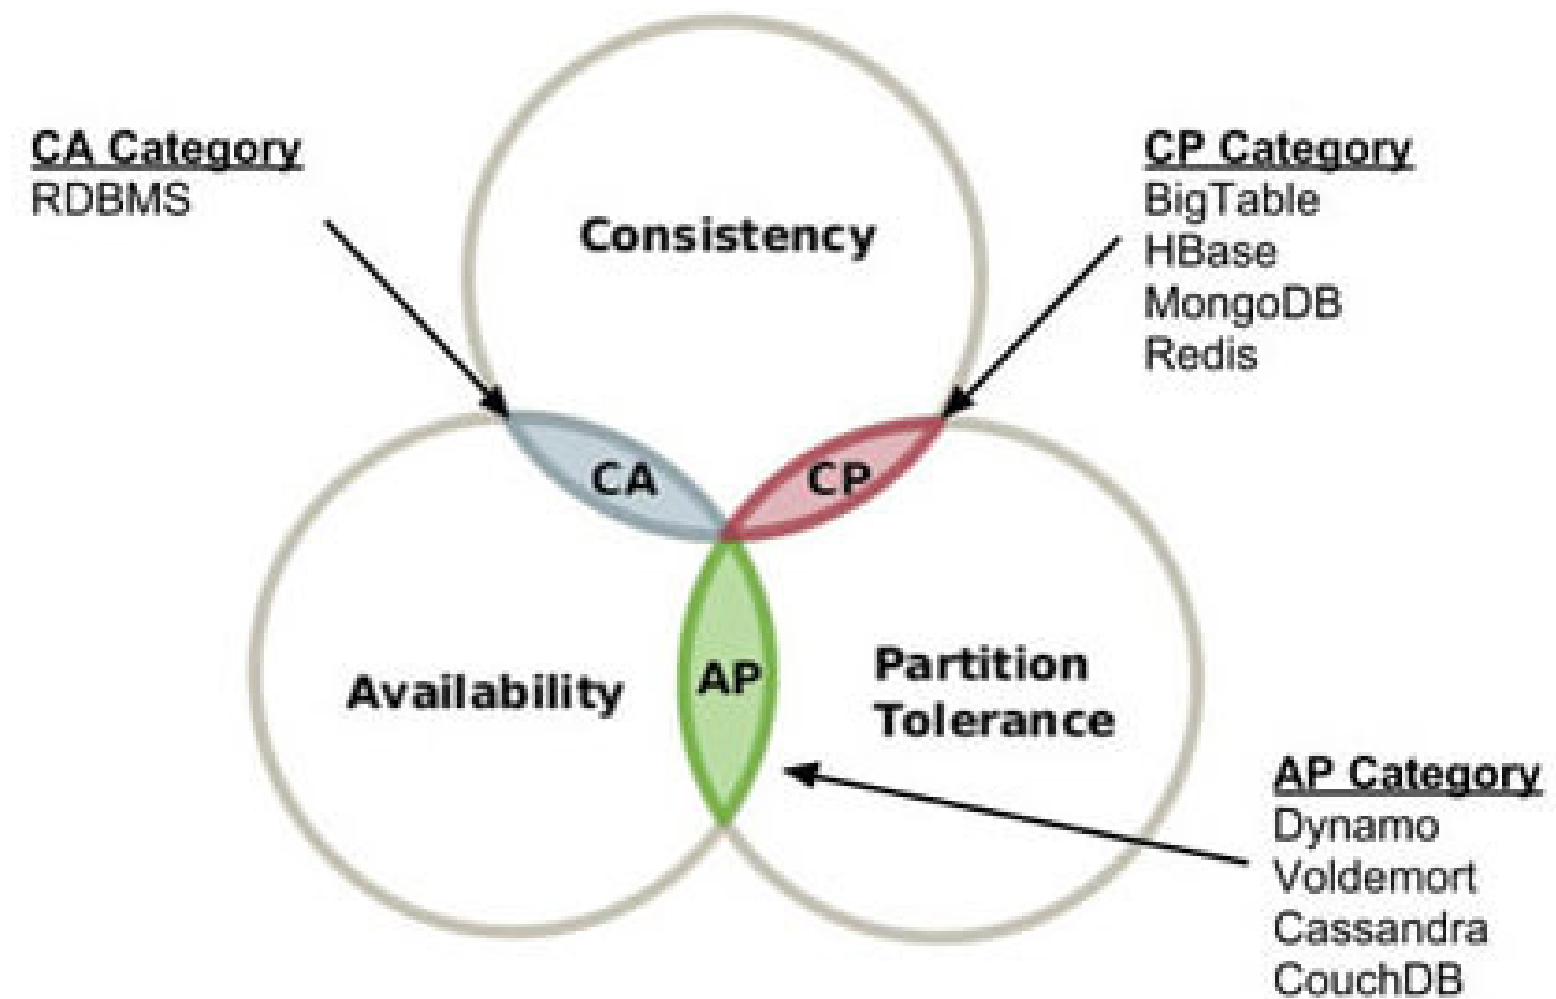 CA Category
RDBMS
CP Category
BigTable
HBase
MongoDB
Redis
Consistency
CA
CP
Availability
AP
Partition
Tolerance
AP Category
Dynamo
Voldemort
Cassandra
CouchDB